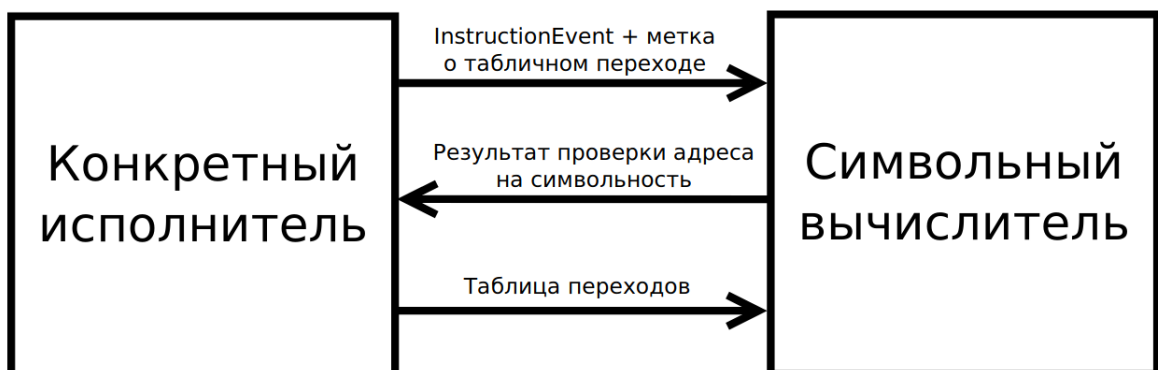 InstructionEvent + метка
о табличном переходе
Конкретный
исполнитель
Результат проверки адреса
на символьность
Символьный
вычислитель
Таблица переходов